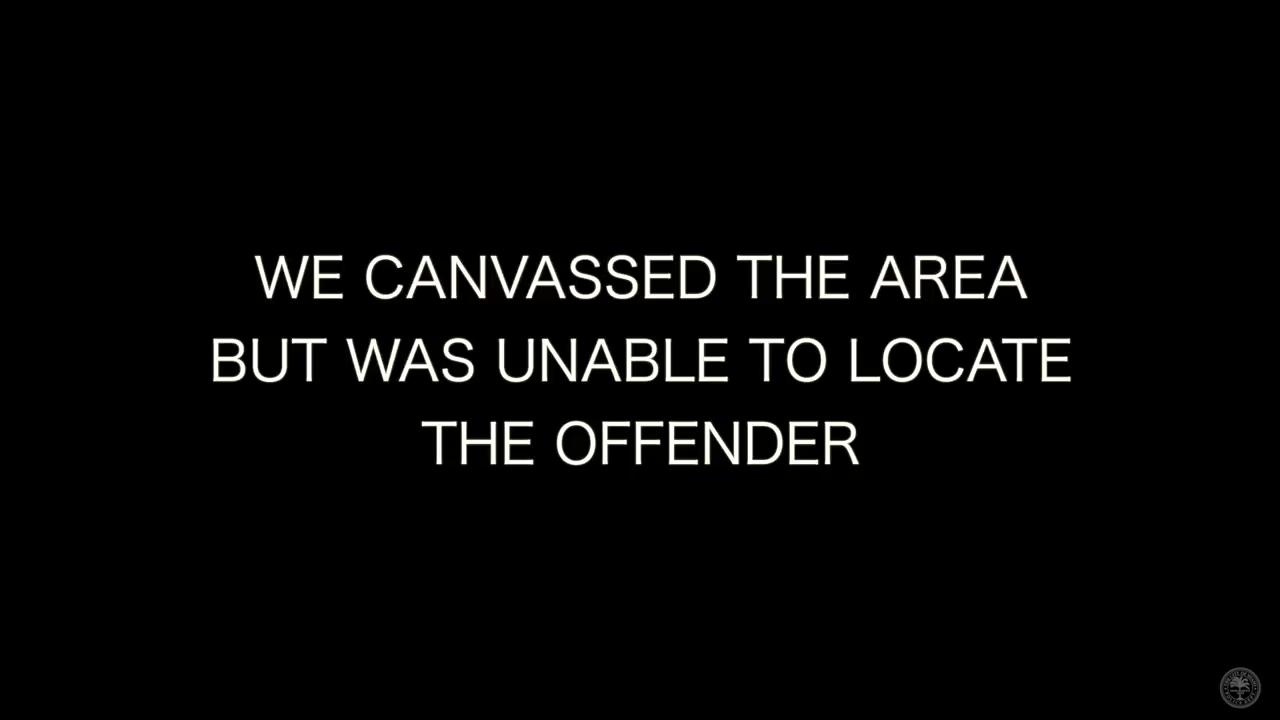 WE CANVASSED THE AREA
BUT WAS UNABLE TO LOCATE
THE OFFENDER